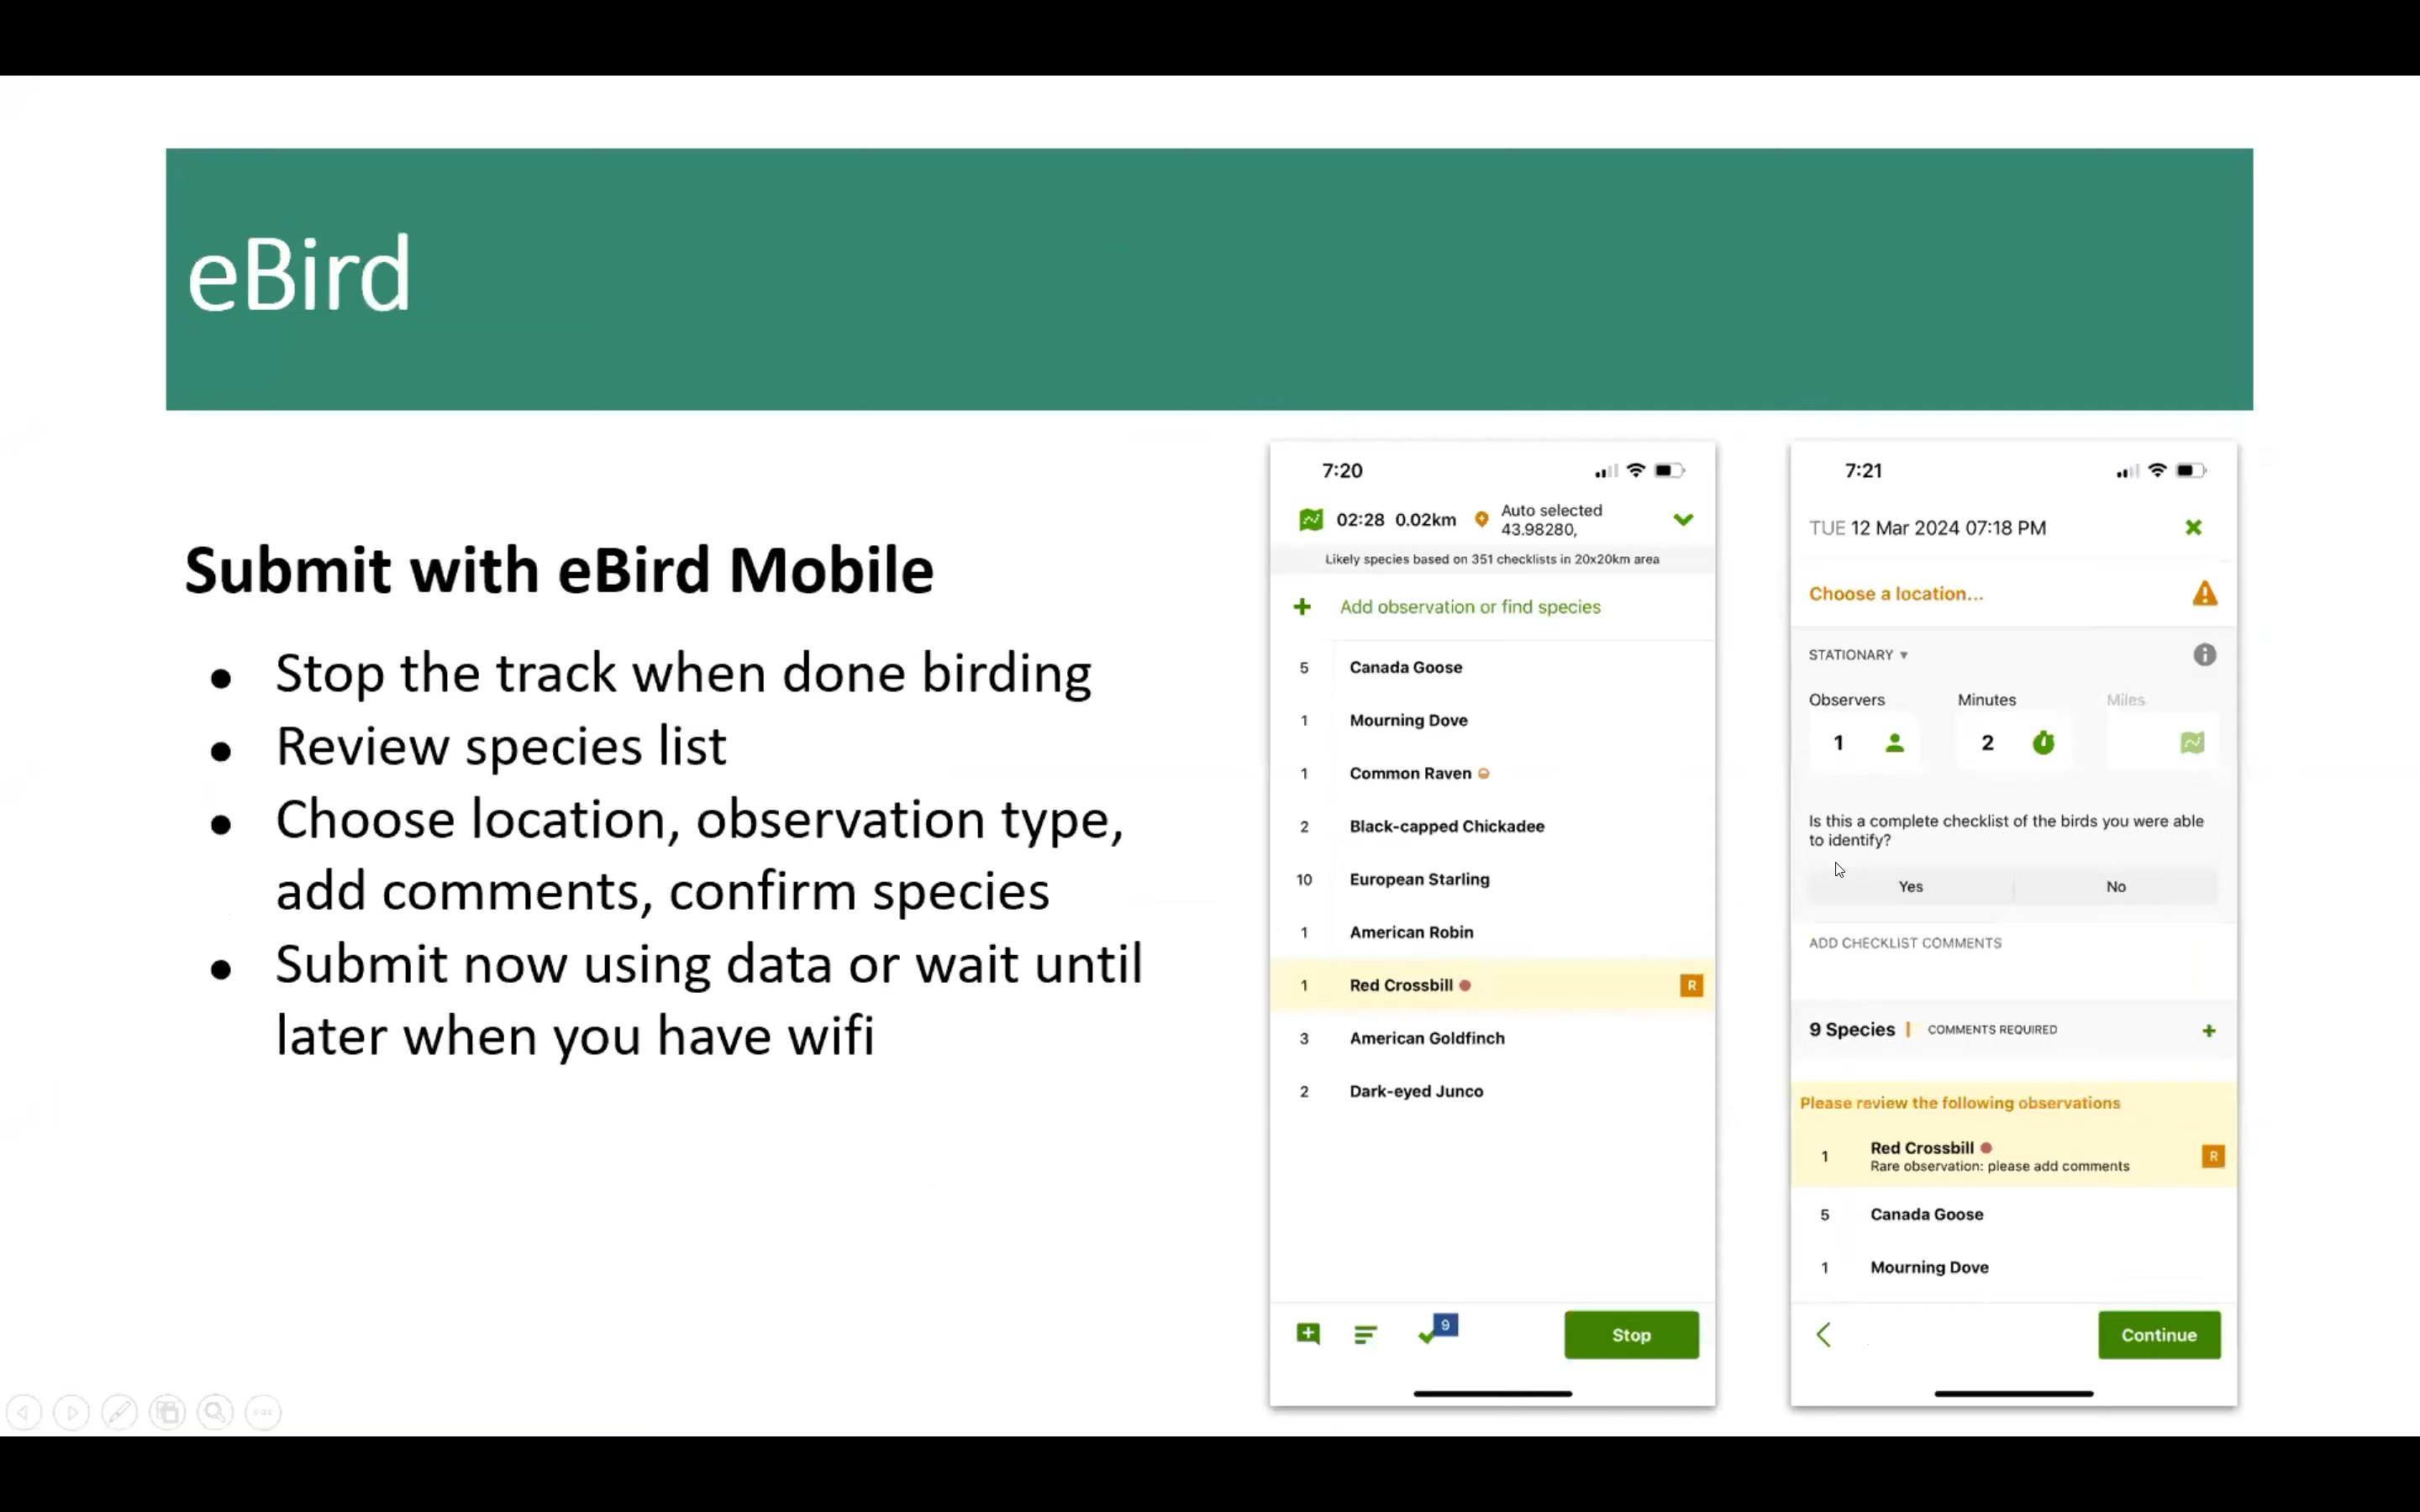 eBird
Submit with eBird Mobile
Stop the track when done birding
Review species list
Choose location, observation type,
add comments, confirm species
Submit now using data or wait until
later when you have wifi
7:20
02:28 0.02km
Auto selected
43.98280,
Likely species based on 351 checklists in 20x20km area
+ Add observation or find species
5 Canada Goose
1 Mourning Dove
1 Common Raven
2 Black-capped Chickadee
10 European Starling
1 American Robin
1 Red Crossbill R
3 American Goldfinch
2 Dark-eyed Junco
9
Stop
7:21
TUE 12 Mar 2024 07:18 PM
Choose a location...
STATIONARY
Observers Minutes Miles
1 2
Is this a complete checklist of the birds you were able
to identify?
Yes No
ADD CHECKLIST COMMENTS
9 Species | COMMENTS REQUIRED +
Please review the following observations
1 Red Crossbill R
Rare observation: please add comments
5 Canada Goose
1 Mourning Dove
Continue